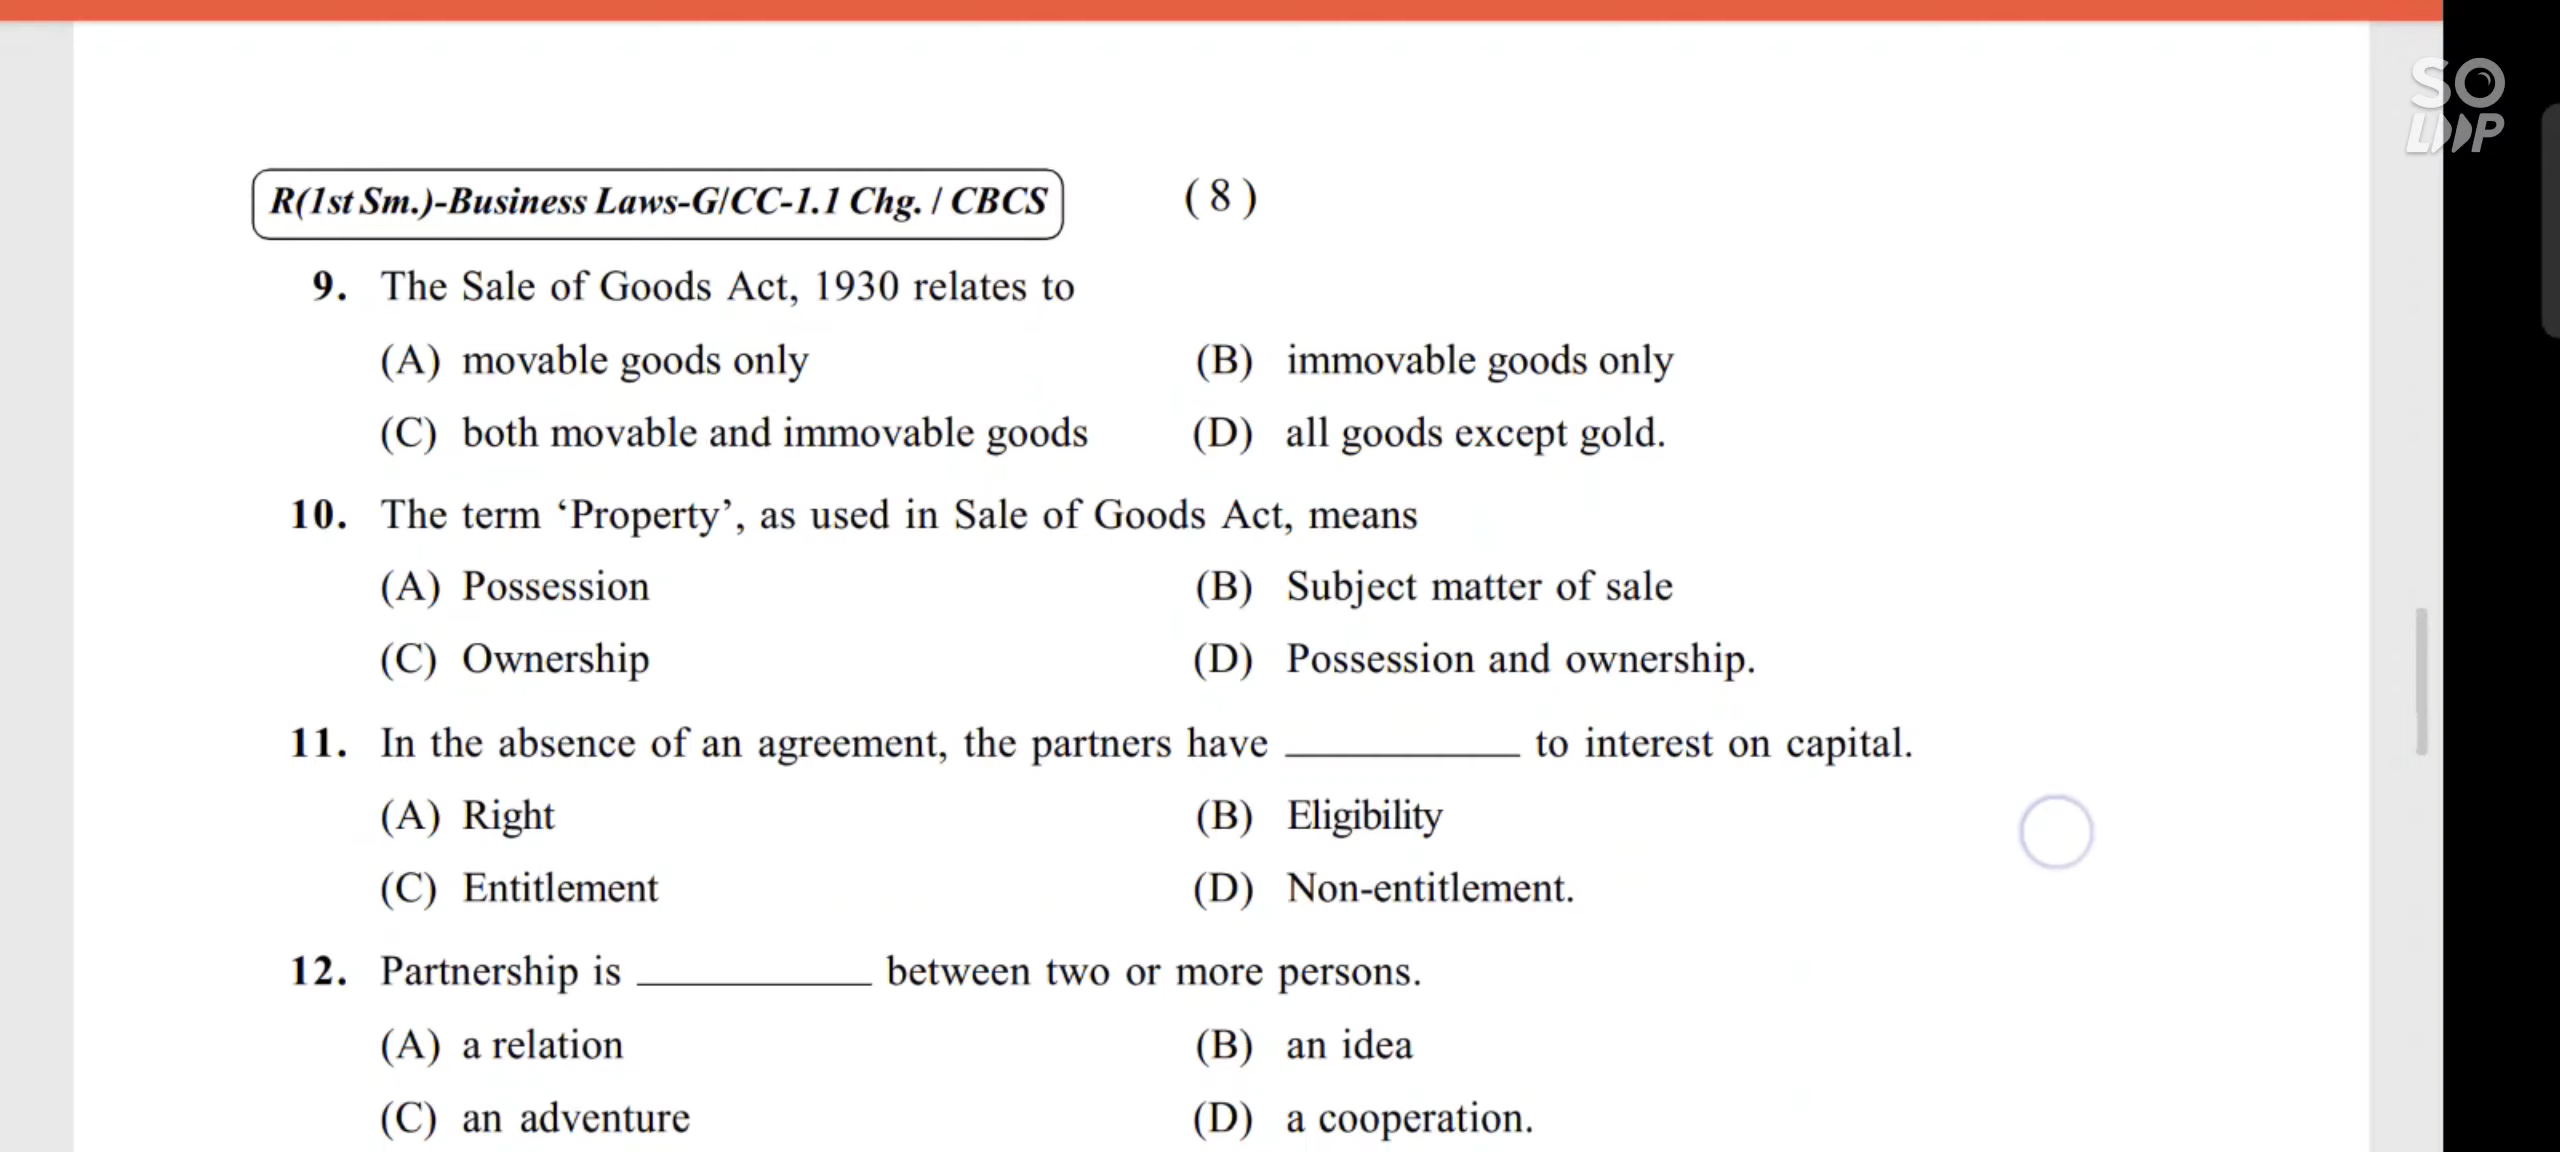 R(1st Sm.)-Business Laws-G/CC-1.1 Chg. / CBCS (8)
9. The Sale of Goods Act, 1930 relates to
(A) movable goods only (B) immovable goods only
(C) both movable and immovable goods (D) all goods except gold.
10. The term ‘Property’, as used in Sale of Goods Act, means
(A) Possession (B) Subject matter of sale
(C) Ownership (D) Possession and ownership.
11. In the absence of an agreement, the partners have __________ to interest on capital.
(A) Right (B) Eligibility
(C) Entitlement (D) Non-entitlement.
12. Partnership is __________ between two or more persons.
(A) a relation (B) an idea
(C) an adventure (D) a cooperation.
SO
LOOP